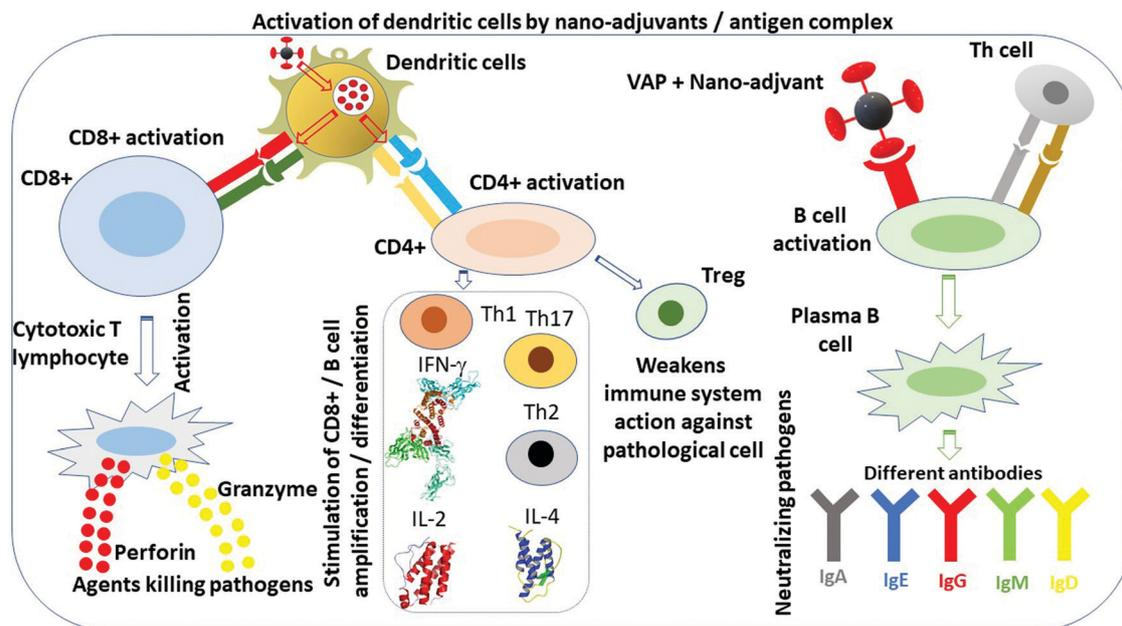 Activation of dendritic cells by nano-adjuvants / antigen complex
Dendritic cells
CD8+ activation
CD8+
CD4+ activation
CD4+
Activation
Cytotoxic T
lymphocyte
Granzyme
Perforin
Agents killing pathogens
Stimulation of CD8+ / B cell
amplification / differentiation
Th1
Th17
IFN-γ
Th2
IL-2
IL-4
Treg
Weakens
immune system
action against
pathological cell
VAP + Nano-adjvant
Th cell
B cell
activation
Plasma B
cell
Neutralizing pathogens
Different antibodies
IgA
IgE
IgG
IgM
IgD